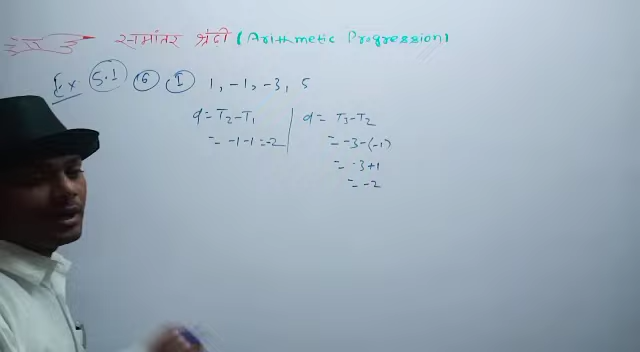 समांतर श्रेढ़ी (Arithmetic Progression)
Ex 5.1 6 I 1, -1, -3, 5
d = T₂-T₁
= -1-1 = -2
d = T₃-T₂
= -3-(-1)
= -3+1
= -2